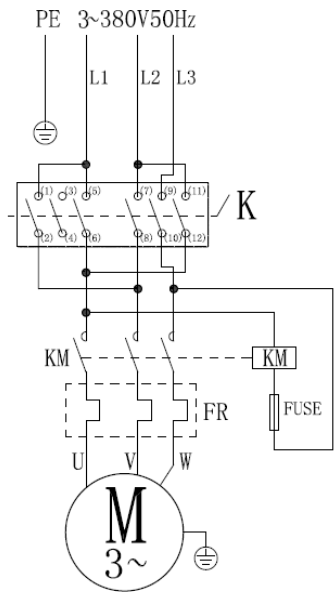 PE 3~380V50Hz
L1 L2 L3
(1) (3) (5) (7) (9) (11)
K
(2) (4) (6) (8) (10) (12)
KM KM
FUSE
FR
U V W
M
3~